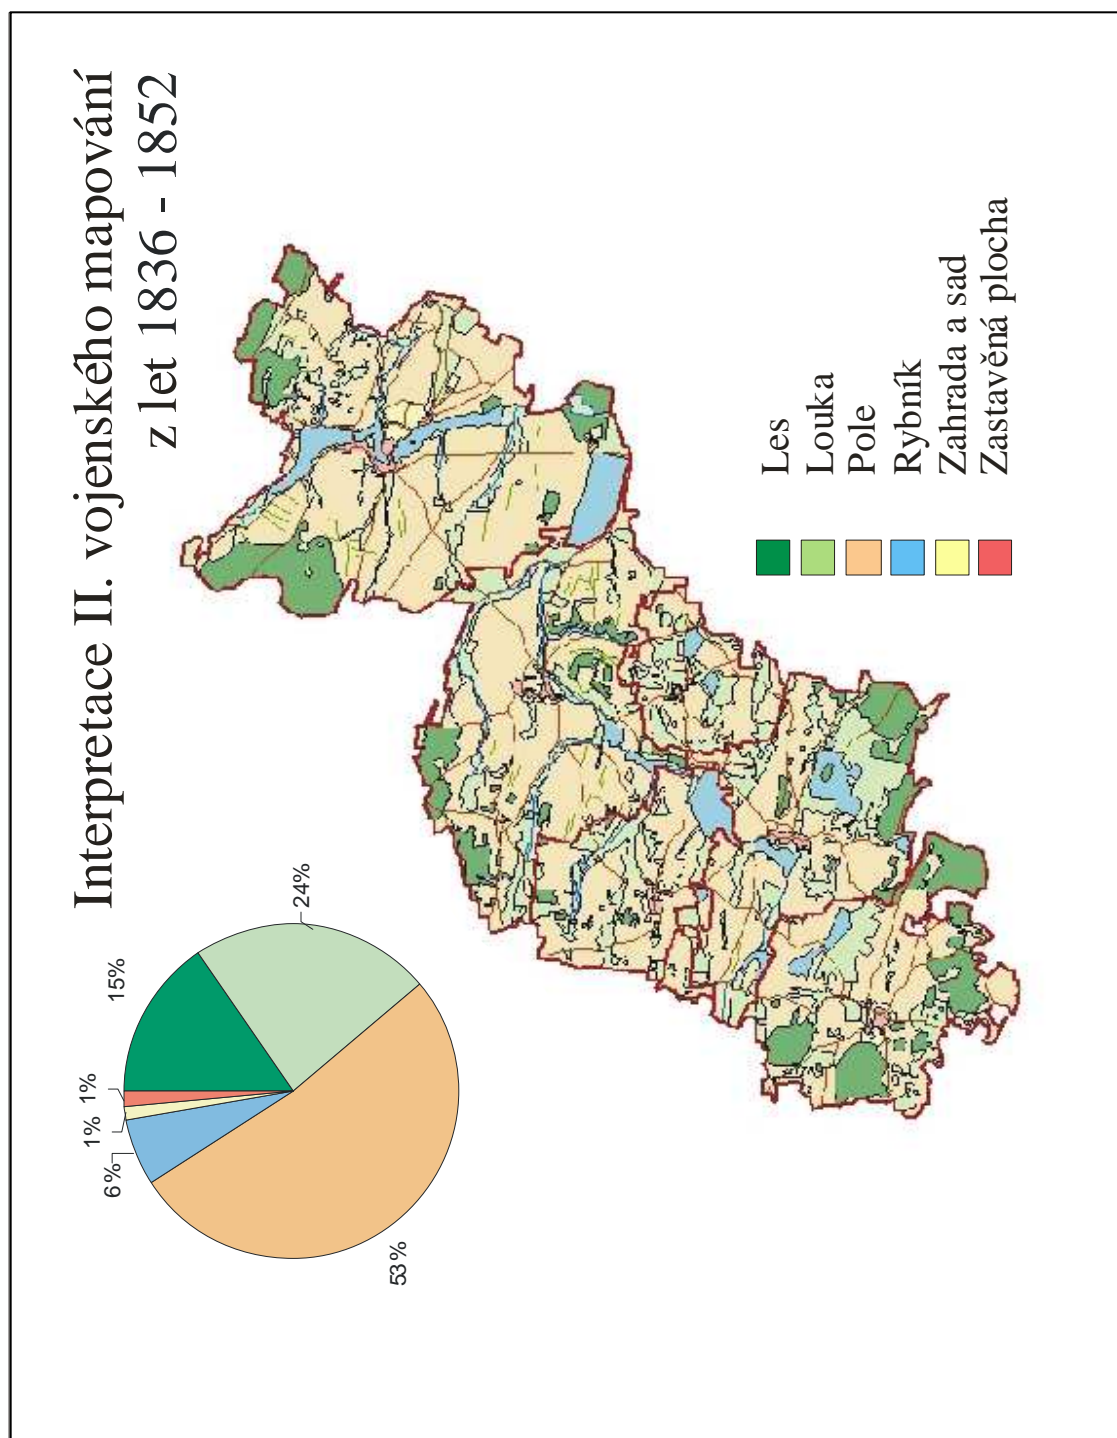 Interpretace II. vojenského mapování
z let 1836 - 1852
15%
24%
53%
6%
1%
1%
Les
Louka
Pole
Rybník
Zahrada a sad
Zastavěná plocha